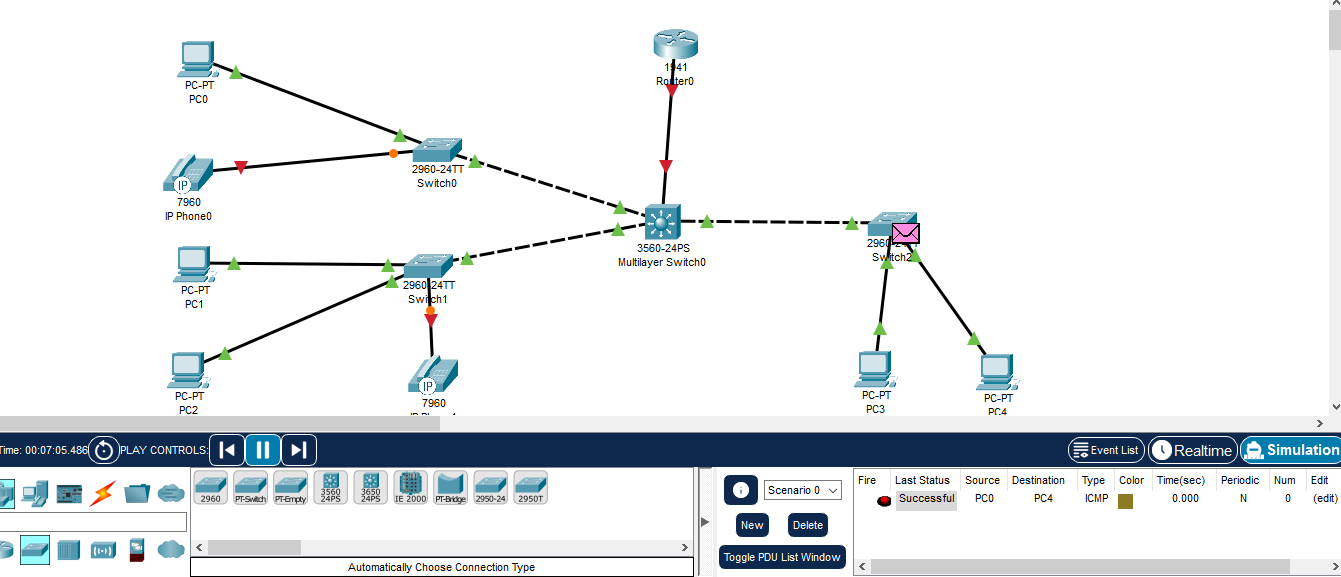 1941
Router0
PC-PT
PC0
2960-24TT
Switch0
IP
7960
IP Phone0
3560-24PS
Multilayer Switch0
Switch2
PC-PT
PC1
2960-24TT
Switch1
PC-PT
PC2
IP
7960
PC-PT
PC3
PC-PT
PC4
Time: 00:07:05.486
PLAY CONTROLS:
Event List
Realtime
Simulation
2960
PT-Switch
PT-Empty
3560 24PS
3650 24PS
IE 2000
PT-Bridge
2950-24
2950T
Automatically Choose Connection Type
Scenario 0
New
Delete
Toggle PDU List Window
Fire Last Status Source Destination Type Color Time(sec) Periodic Num Edit
Successful PC0 PC4 ICMP 0.000 N 0 (edit)